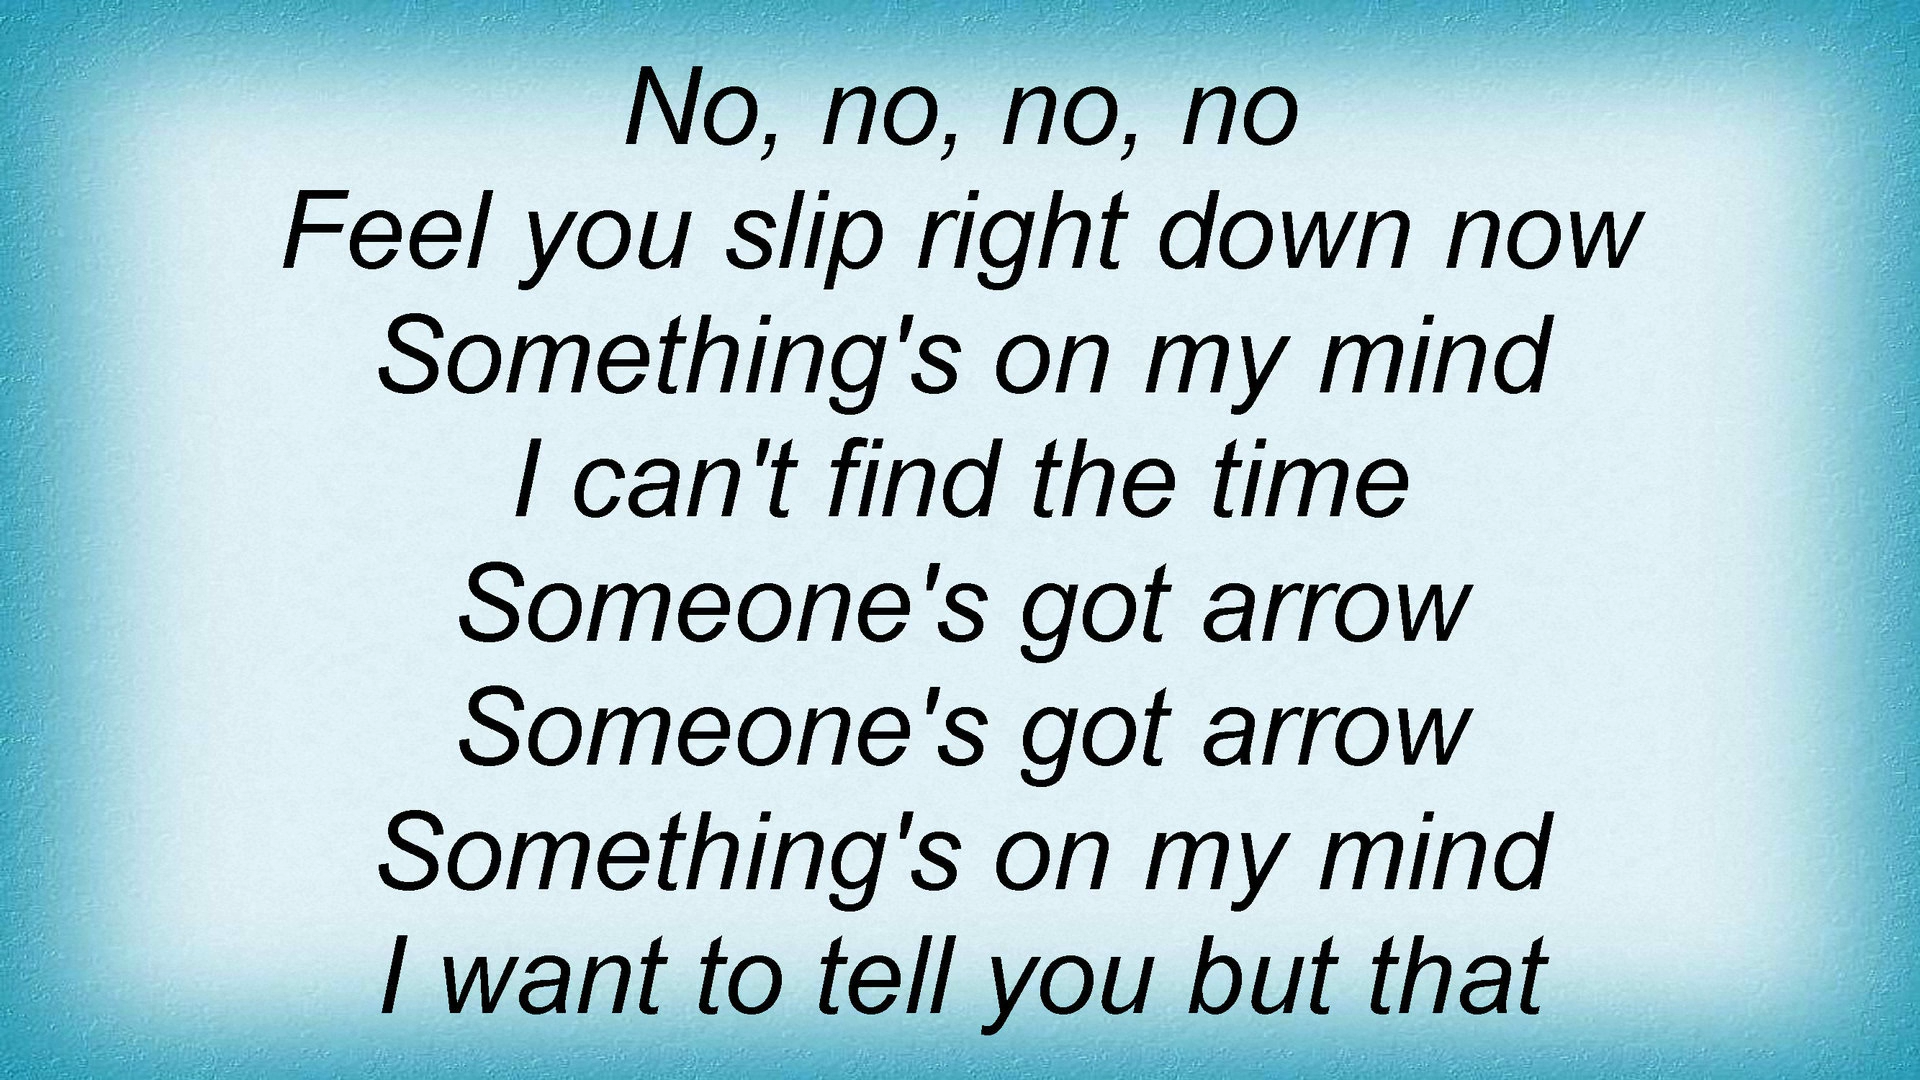 No, no, no, no
Feel you slip right down now
Something's on my mind
I can't find the time
Someone's got arrow
Someone's got arrow
Something's on my mind
I want to tell you but that